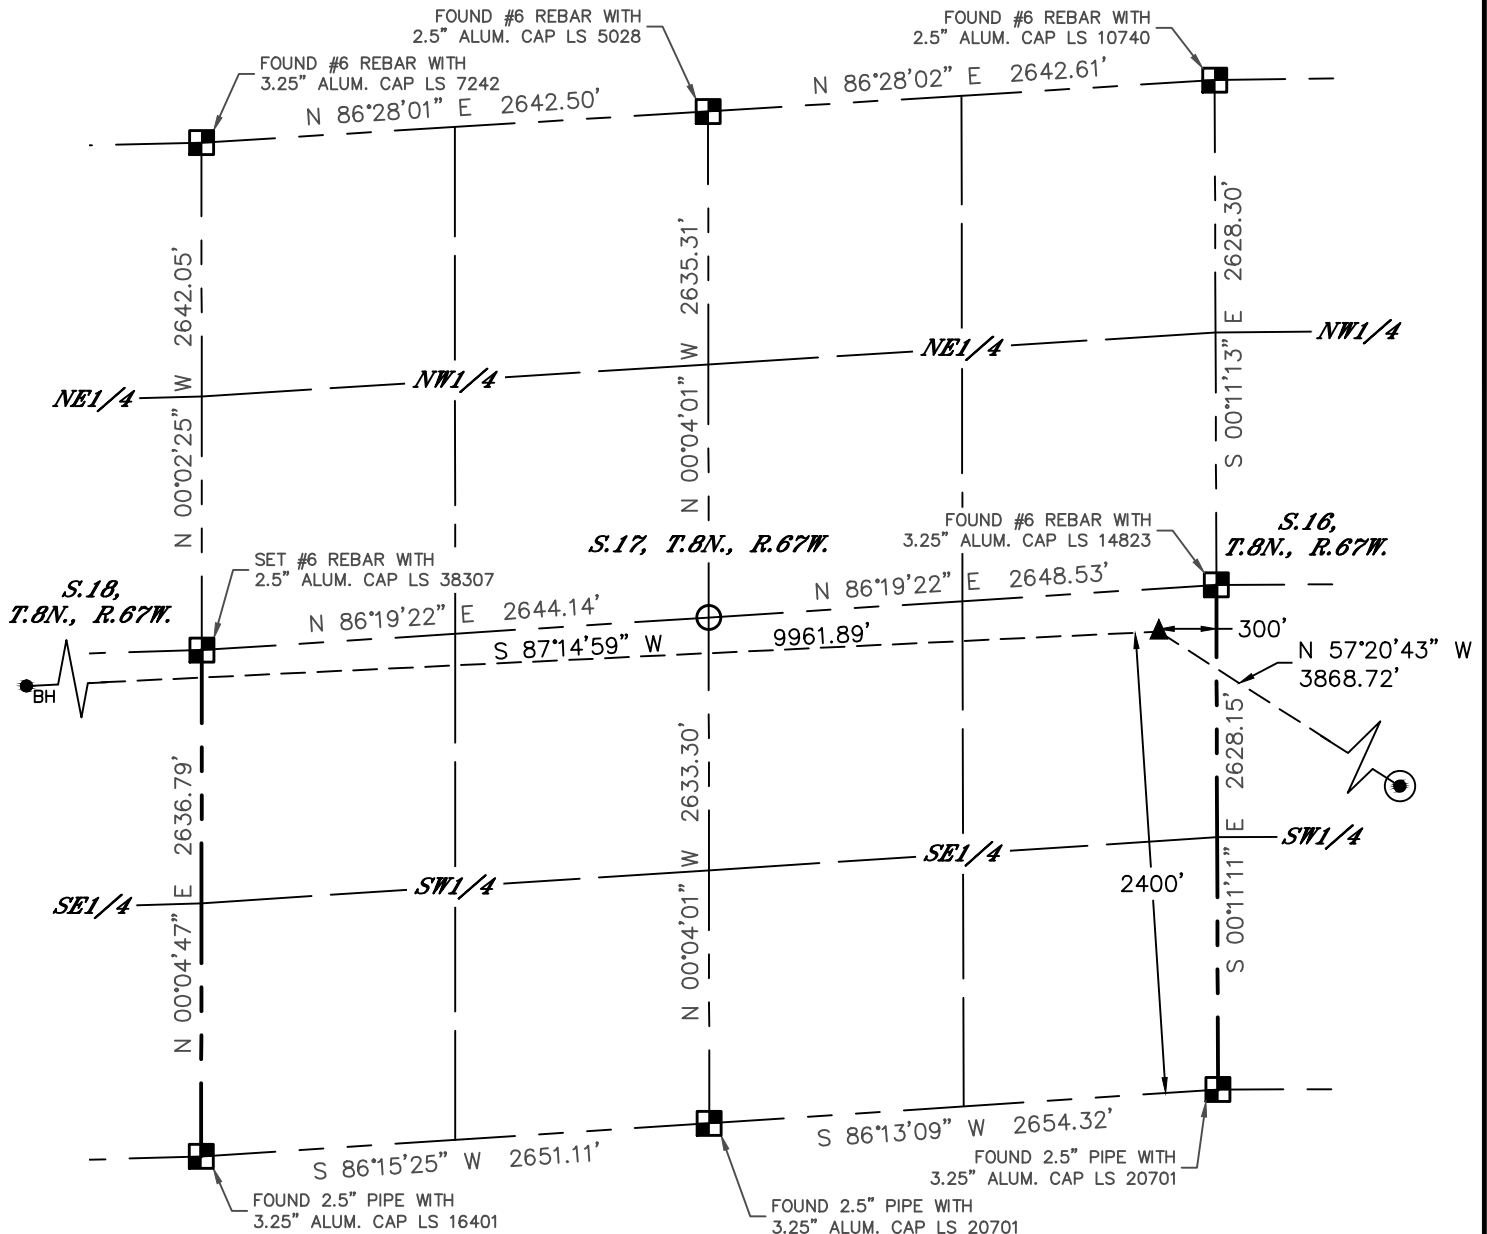 FOUND #6 REBAR WITH
2.5" ALUM. CAP LS 5028
FOUND #6 REBAR WITH
2.5" ALUM. CAP LS 10740
FOUND #6 REBAR WITH
3.25" ALUM. CAP LS 7242
N 86°28'01" E 2642.50'
N 86°28'02" E 2642.61'
N 00°02'25" W 2642.05'
N 00°04'01" W 2635.31'
S 00°11'13" E 2628.30'
NE1/4
NW1/4
NE1/4
NW1/4
S.18,
T.8N., R.67W.
SET #6 REBAR WITH
2.5" ALUM. CAP LS 38307
S.17, T.8N., R.67W.
FOUND #6 REBAR WITH
3.25" ALUM. CAP LS 14823
S.16,
T.8N., R.67W.
N 86°19'22" E 2644.14'
N 86°19'22" E 2648.53'
S 87°14'59" W 9961.89'
300'
N 57°20'43" W
3868.72'
BH
N 00°04'47" E 2636.79'
N 00°04'01" W 2633.30'
S 00°11'11" E 2628.15'
2400'
SE1/4
SW1/4
SE1/4
SW1/4
S 86°15'25" W 2651.11'
S 86°13'09" W 2654.32'
FOUND 2.5" PIPE WITH
3.25" ALUM. CAP LS 16401
FOUND 2.5" PIPE WITH
3.25" ALUM. CAP LS 20701
FOUND 2.5" PIPE WITH
3.25" ALUM. CAP LS 20701